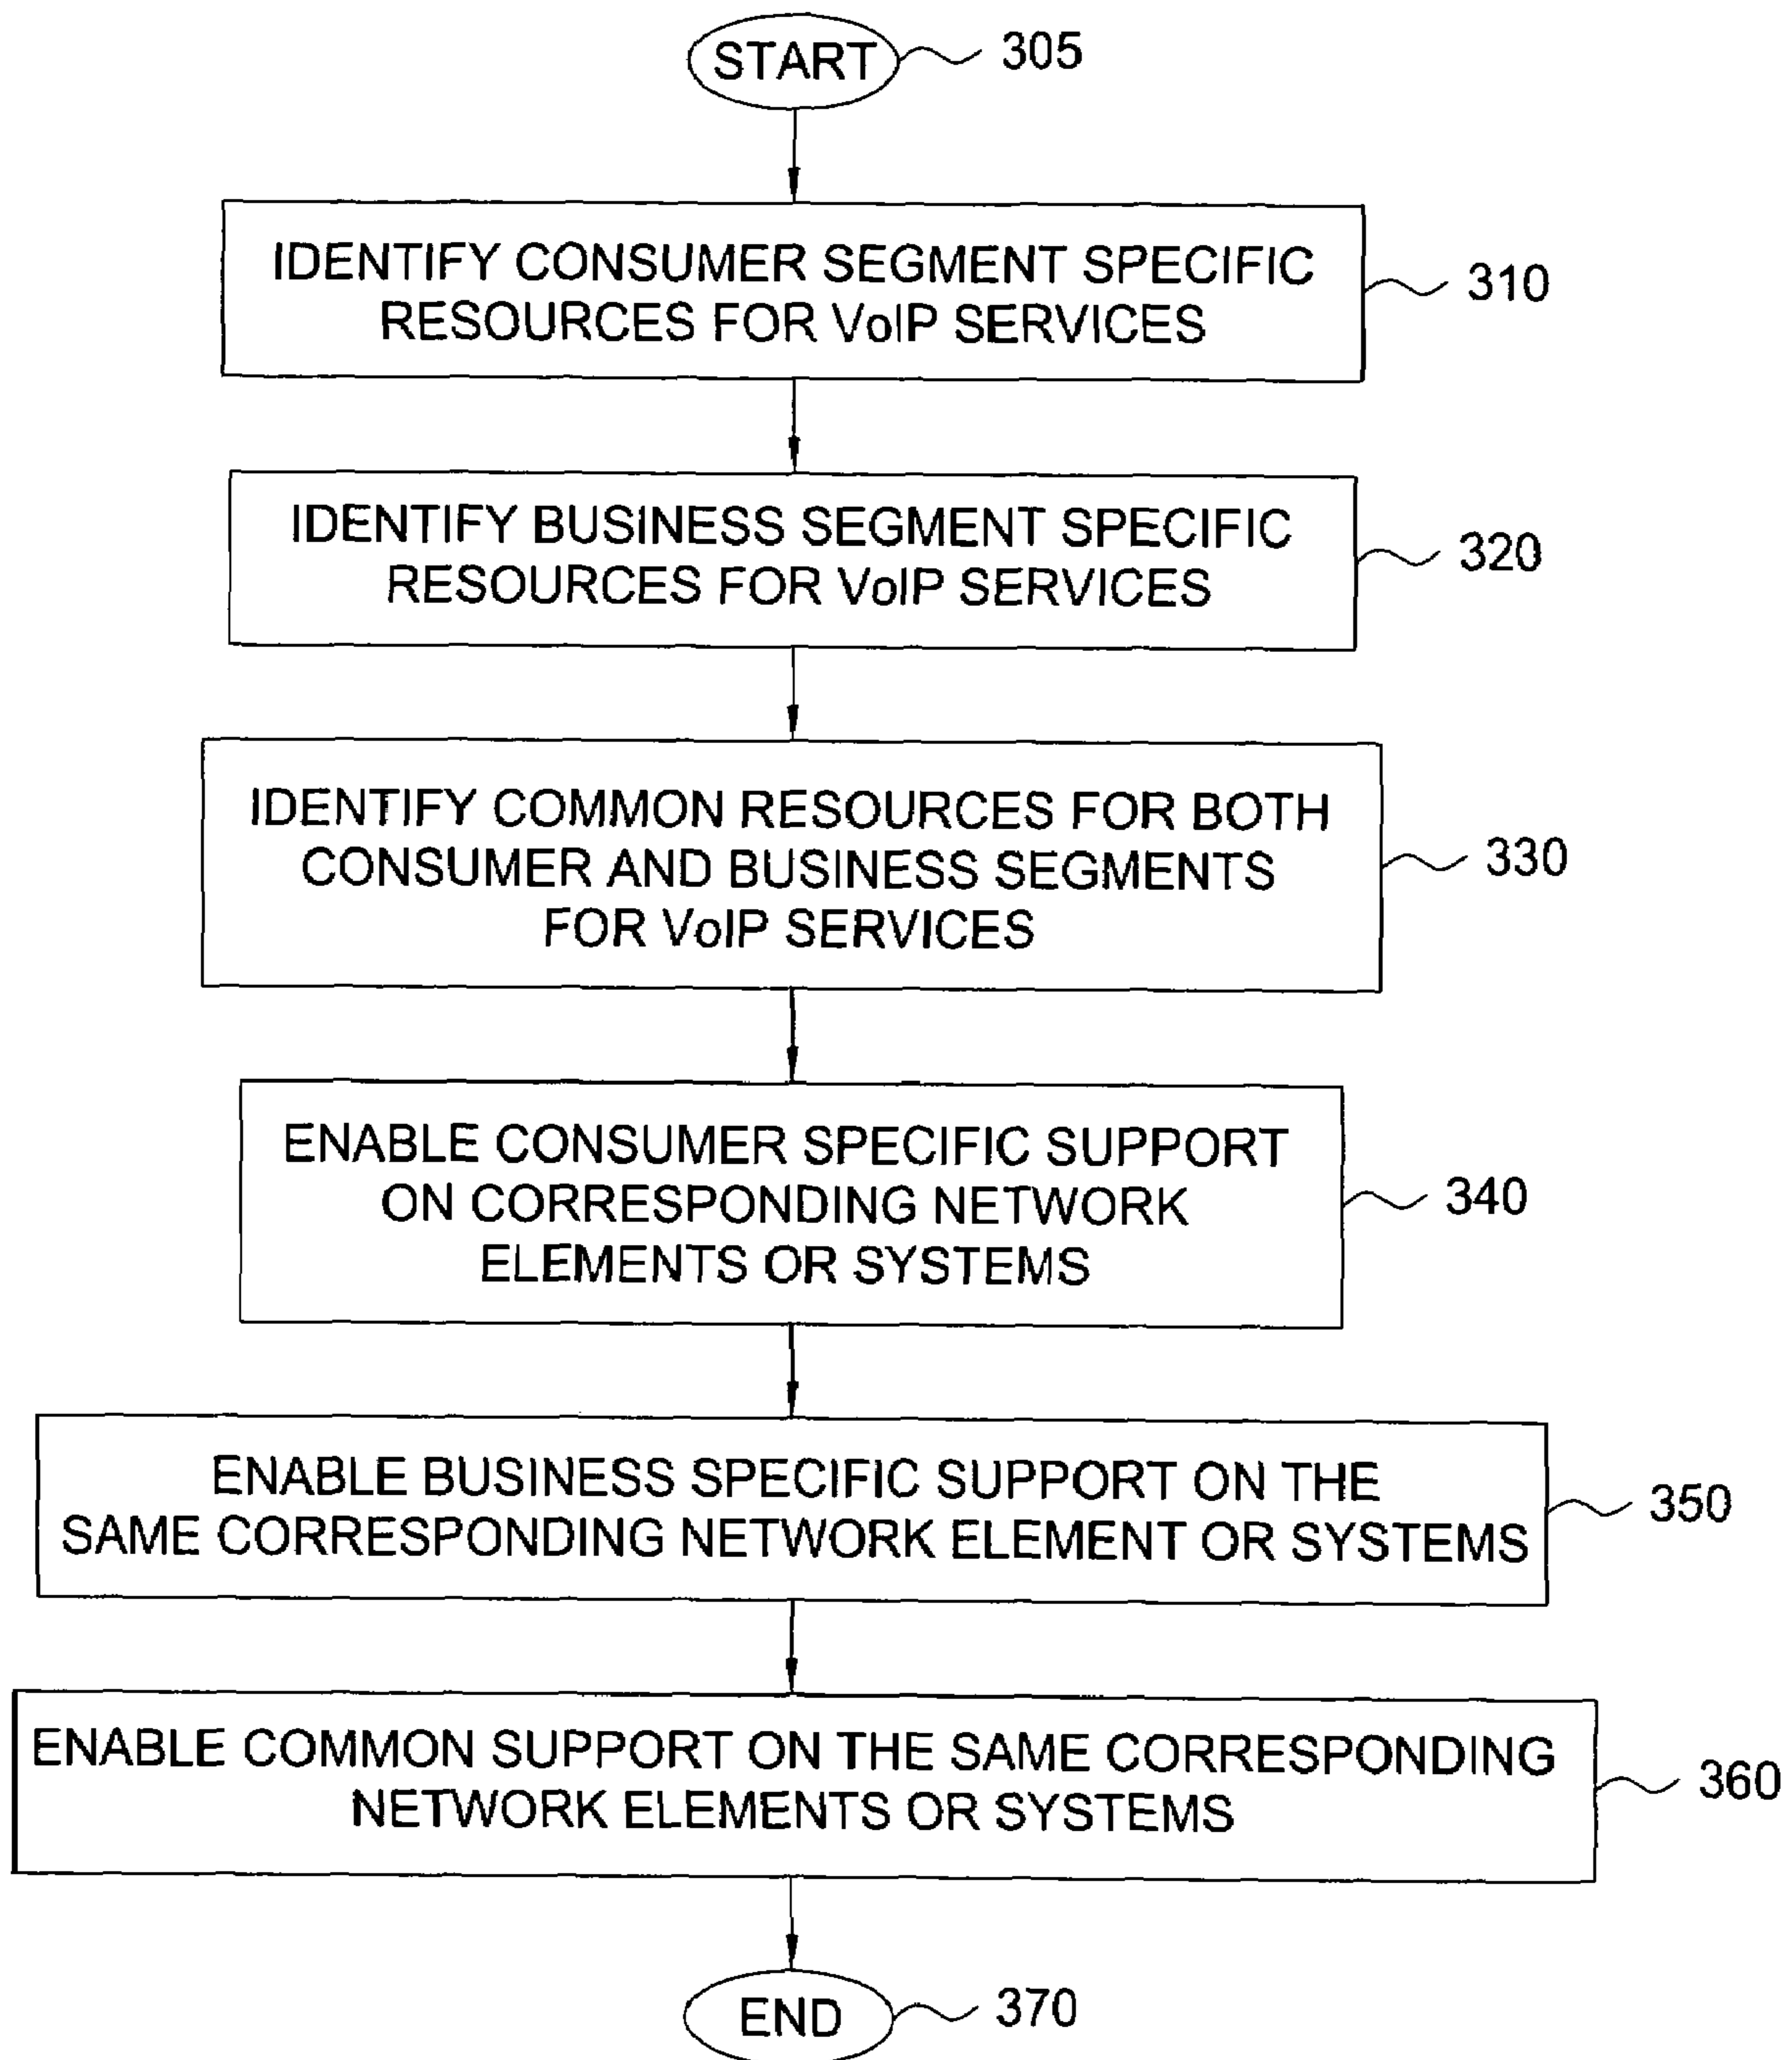 START
305
IDENTIFY CONSUMER SEGMENT SPECIFIC
RESOURCES FOR VoIP SERVICES
310
IDENTIFY BUSINESS SEGMENT SPECIFIC
RESOURCES FOR VoIP SERVICES
320
IDENTIFY COMMON RESOURCES FOR BOTH
CONSUMER AND BUSINESS SEGMENTS
FOR VoIP SERVICES
330
ENABLE CONSUMER SPECIFIC SUPPORT
ON CORRESPONDING NETWORK
ELEMENTS OR SYSTEMS
340
ENABLE BUSINESS SPECIFIC SUPPORT ON THE
SAME CORRESPONDING NETWORK ELEMENT OR SYSTEMS
350
ENABLE COMMON SUPPORT ON THE SAME CORRESPONDING
NETWORK ELEMENTS OR SYSTEMS
360
END
370